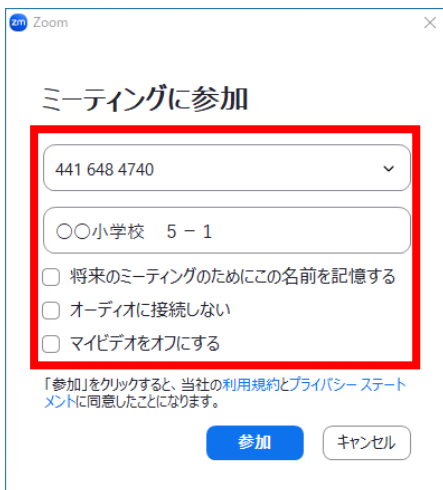 zm Zoom
ミーティングに参加
441 648 4740
○○小学校　５－１
将来のミーティングのためにこの名前を記憶する
オーディオに接続しない
マイビデオをオフにする
「参加」をクリックすると、当社の利用規約とプライバシー ステート
メントに同意したことになります。
参加 キャンセル